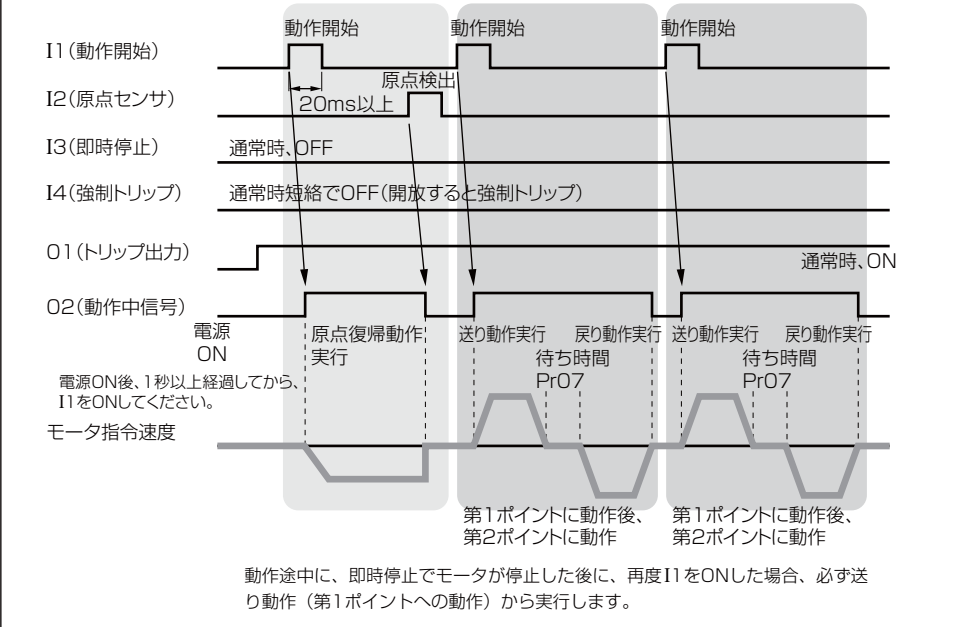 動作開始
動作開始
動作開始
I1(動作開始)
原点検出
I2(原点センサ)
20ms以上
I3(即時停止)
通常時、OFF
I4(強制トリップ)
通常時短絡でOFF(開放すると強制トリップ)
O1(トリップ出力)
通常時、ON
O2(動作中信号)
電源
ON
原点復帰動作
実行
送り動作実行
戻り動作実行
待ち時間
Pr07
送り動作実行
戻り動作実行
待ち時間
Pr07
電源ON後、1秒以上経過してから、
I1をONしてください。
モータ指令速度
第1ポイントに動作後、
第2ポイントに動作
第1ポイントに動作後、
第2ポイントに動作
動作途中に、即時停止でモータが停止した後に、再度I1をONした場合、必ず送
り動作（第1ポイントへの動作）から実行します。